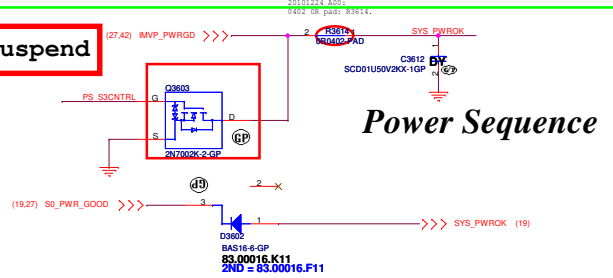 20101224 A00:
0402 0R pad: R3614.
(27,42) IMVP_PWRGD
2 R3614 1 SYS_PWROK
0R0402-PAD
uspend
C3612 DY
SCD01U50V2KX-1GP
1
2
Q3603
PS_S3CNTRL G
D
S
GP
2N7002K-2-GP
Power Sequence
GP
2
(19,27) S0_PWR_GOOD 3
1 SYS_PWROK (19)
D3602
BAS16-6-GP
83.00016.K11
2ND = 83.00016.F11